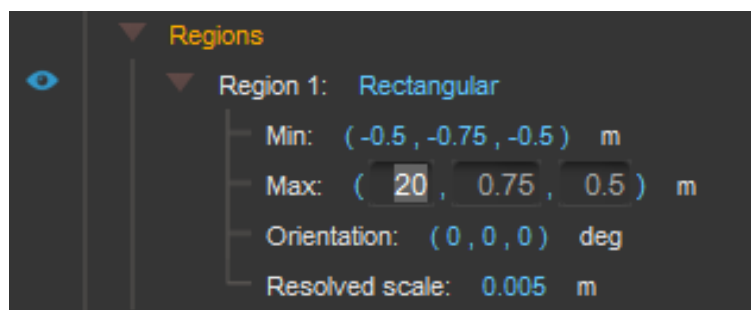 Regions
Region 1: Rectangular
Min: ( -0.5 , -0.75 , -0.5 ) m
Max: ( 20 , 0.75 , 0.5 ) m
Orientation: ( 0 , 0 , 0 ) deg
Resolved scale: 0.005 m